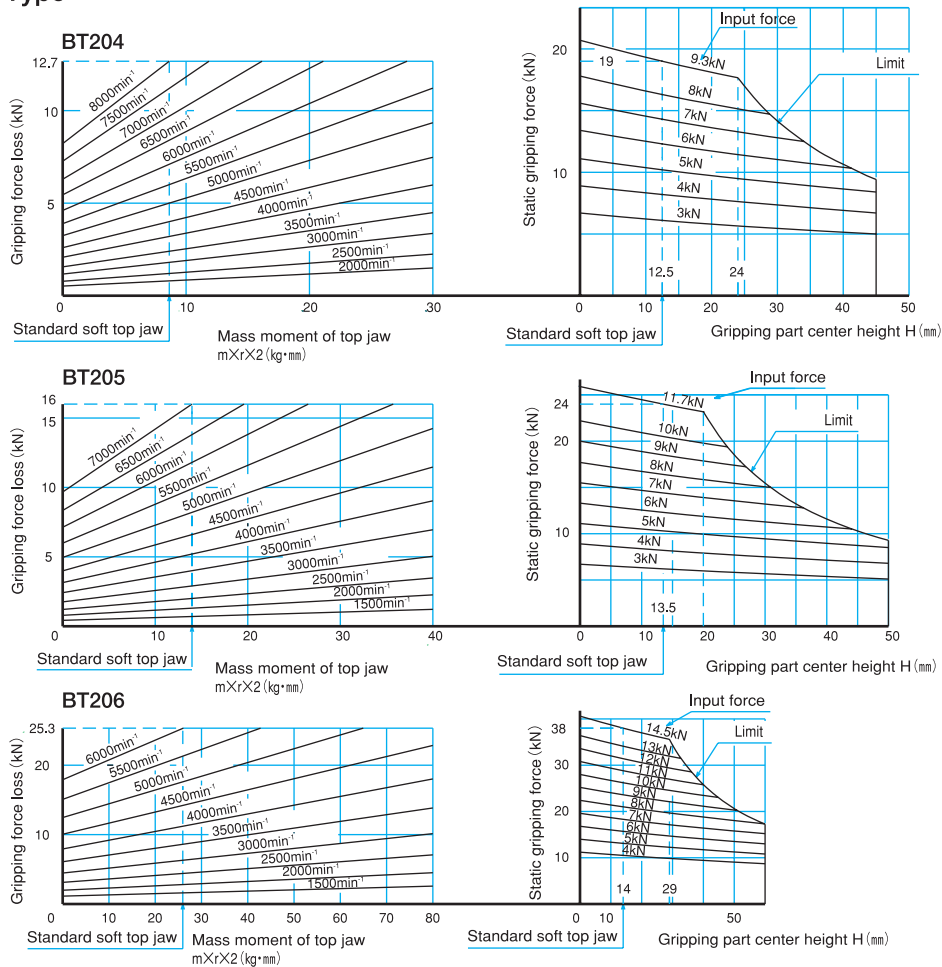 Type
BT204
Gripping force loss (kN)
12.7
10
5
8000min⁻¹
7500min⁻¹
7000min⁻¹
6500min⁻¹
6000min⁻¹
5500min⁻¹
5000min⁻¹
4500min⁻¹
4000min⁻¹
3500min⁻¹
3000min⁻¹
2500min⁻¹
2000min⁻¹
0 10 20 .30
Standard soft top jaw
Mass moment of top jaw
m×r×2 (kg·mm)
Static gripping force (kN)
20
10
Input force
19
9.3kN
Limit
8kN
7kN
6kN
5kN
4kN
3kN
12.5 24
0 10 20 30 40 50
Standard soft top jaw
Gripping part center height H (mm)
BT205
Gripping force loss (kN)
16
15
10
5
7000min⁻¹
6500min⁻¹
6000min⁻¹
5500min⁻¹
5000min⁻¹
4500min⁻¹
4000min⁻¹
3500min⁻¹
3000min⁻¹
2500min⁻¹
2000min⁻¹
1500min⁻¹
0 10 20 30 40
Standard soft top jaw
Mass moment of top jaw
m×r×2 (kg·mm)
Static gripping force (kN)
24
20
10
Input force
11.7kN
Limit
10kN
9kN
8kN
7kN
6kN
5kN
4kN
3kN
13.5
0 10 20 30 40 50
Standard soft top jaw
Gripping part center height H (mm)
BT206
Gripping force loss (kN)
25.3
20
10
6000min⁻¹
5500min⁻¹
5000min⁻¹
4500min⁻¹
4000min⁻¹
3500min⁻¹
3000min⁻¹
2500min⁻¹
2000min⁻¹
1500min⁻¹
0 10 20 30 40 50 60 70 80
Standard soft top jaw
Mass moment of top jaw
m×r×2 (kg·mm)
Static gripping force (kN)
38
30
20
10
Input force
14.5kN
Limit
13kN
12kN
11kN
10kN
9kN
8kN
7kN
6kN
5kN
4kN
14 29
0 10 50
Standard soft top jaw
Gripping part center height H (mm)